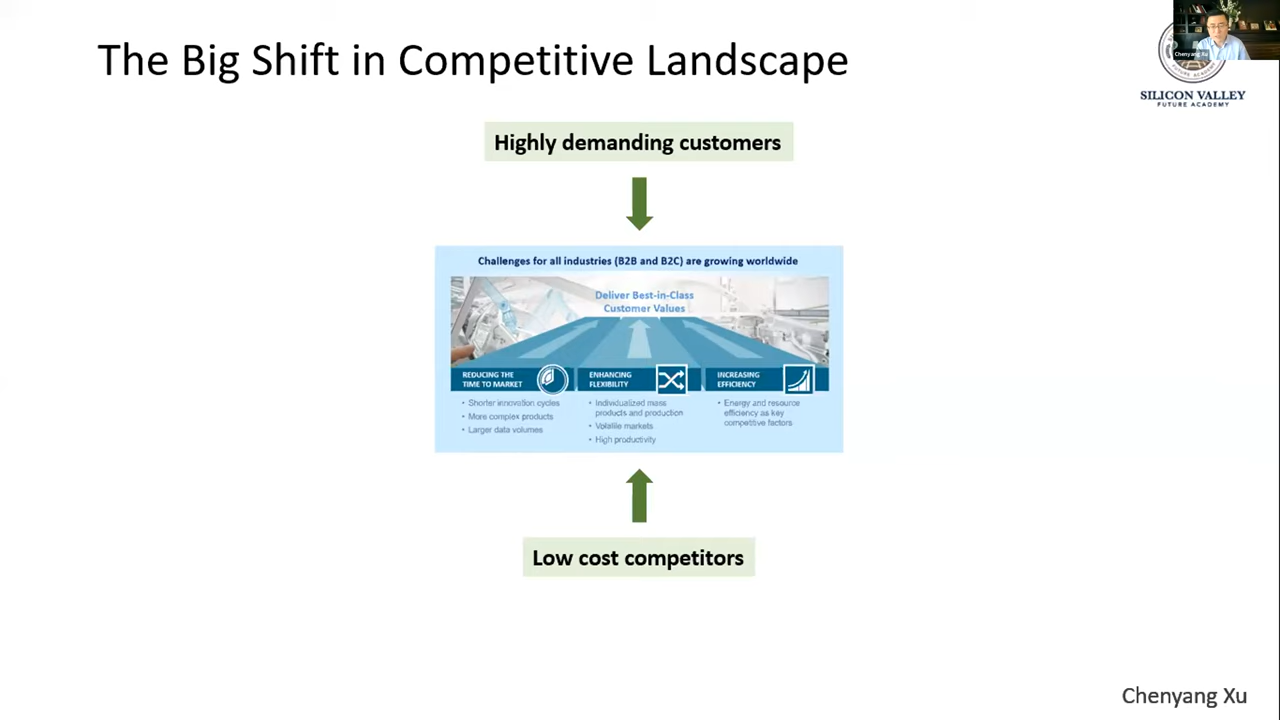 The Big Shift in Competitive Landscape
Chenyang Xu
SILICON VALLEY
FUTURE ACADEMY
Highly demanding customers
Challenges for all industries (B2B and B2C) are growing worldwide
Deliver Best-in-Class
Customer Values
REDUCING THE
TIME TO MARKET
• Shorter innovation cycles
• More complex products
• Larger data volumes
ENHANCING
FLEXIBILITY
• Individualized mass
products and production
• Volatile markets
• High productivity
INCREASING
EFFICIENCY
• Energy and resource
efficiency as key
competitive factors
Low cost competitors
Chenyang Xu